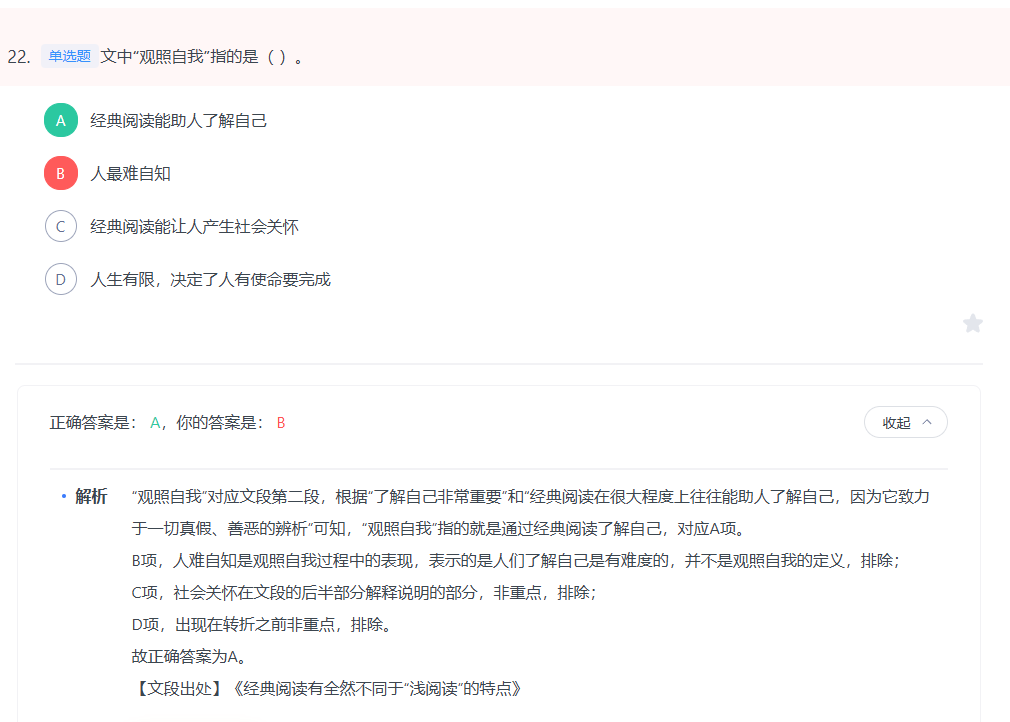 22. 单选题 文中“观照自我”指的是（ ）。
A 经典阅读能助人了解自己
B 人最难自知
C 经典阅读能让人产生社会关怀
D 人生有限，决定了人有使命要完成
正确答案是： A，你的答案是： B
收起
• 解析 “观照自我”对应文段第二段，根据“了解自己非常重要”和“经典阅读在很大程度上往往能助人了解自己，因为它致力
于一切真假、善恶的辨析”可知，“观照自我”指的就是通过经典阅读了解自己，对应A项。
B项，人难自知是观照自我过程中的表现，表示的是人们了解自己是有难度的，并不是观照自我的定义，排除；
C项，社会关怀在文段的后半部分解释说明的部分，非重点，排除；
D项，出现在转折之前非重点，排除。
故正确答案为A。
【文段出处】《经典阅读有全然不同于“浅阅读”的特点》